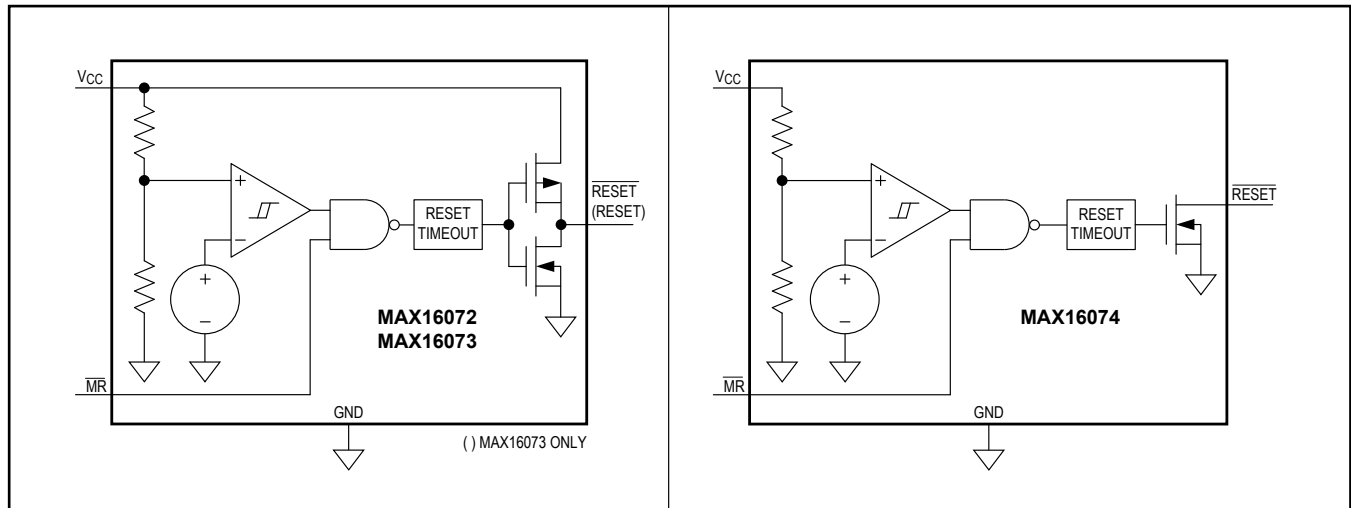 VCC
+
−
RESET
TIMEOUT
RESET
(RESET)
+
−
MAX16072
MAX16073
MR
GND
( ) MAX16073 ONLY
VCC
+
−
RESET
TIMEOUT
RESET
+
−
MAX16074
MR
GND